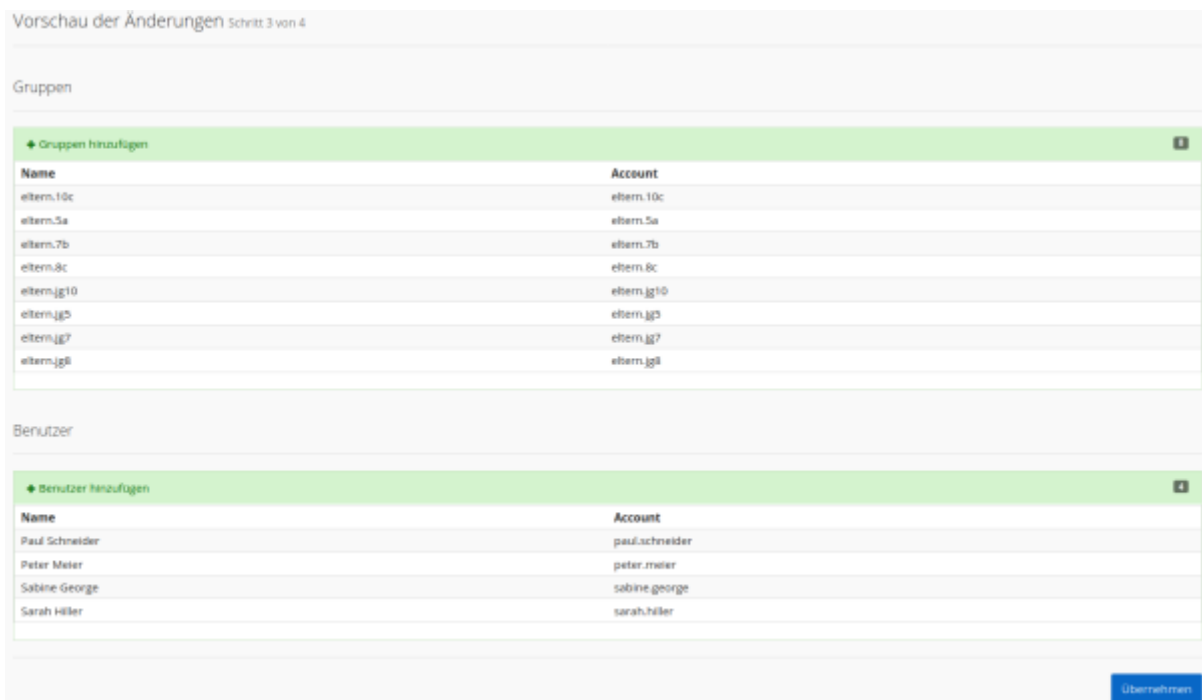 Vorschau der Änderungen Schritt 3 von 4
Gruppen
Gruppen hinzufügen 8
Name Account
eltern.10c eltern.10c
eltern.5a eltern.5a
eltern.7b eltern.7b
eltern.8c eltern.8c
eltern.jg10 eltern.jg10
eltern.jg5 eltern.jg5
eltern.jg7 eltern.jg7
eltern.jg8 eltern.jg8
Benutzer
Benutzer hinzufügen 4
Name Account
Paul Schneider paul.schneider
Peter Meier peter.meier
Sabine George sabine.george
Sarah Hiller sarah.hiller
Übernehmen